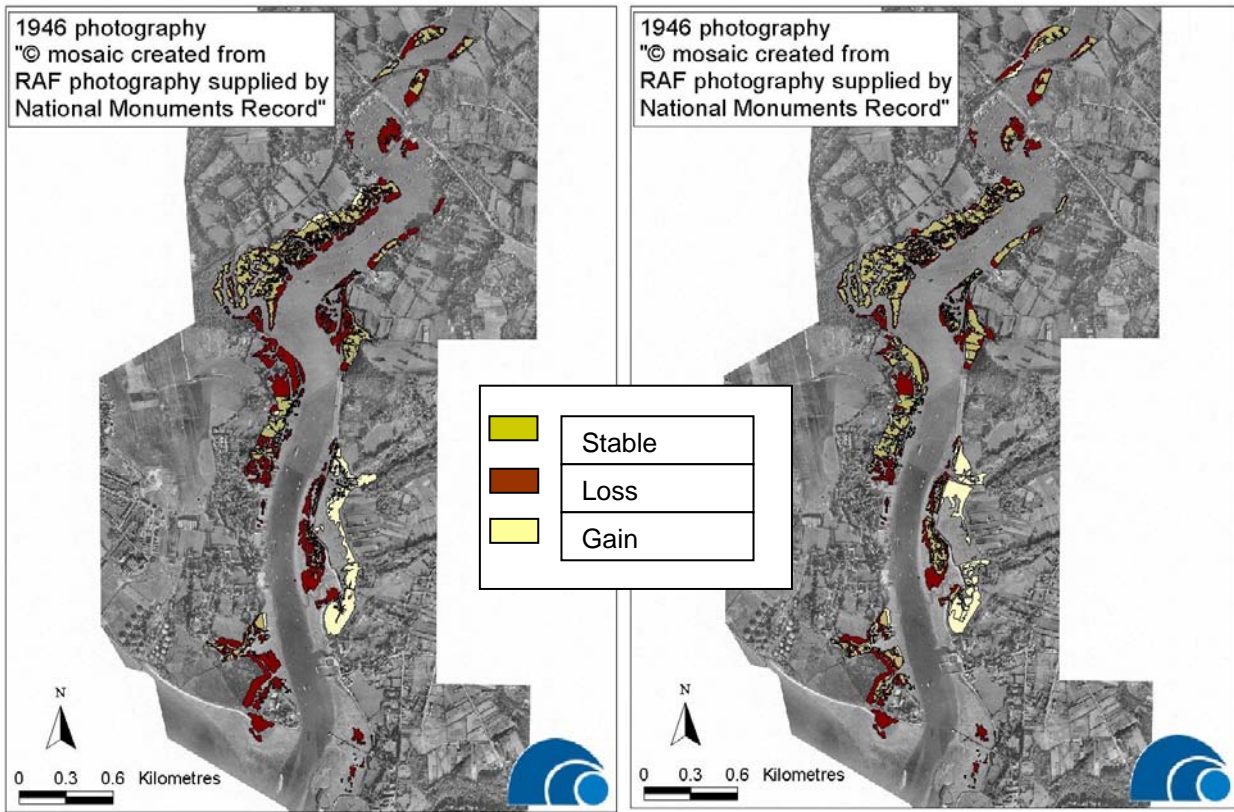 1946 photography
"© mosaic created from
RAF photography supplied by
National Monuments Record"
N
0 0.3 0.6 Kilometres
1946 photography
"© mosaic created from
RAF photography supplied by
National Monuments Record"
N
0 0.3 0.6 Kilometres
Stable
Loss
Gain